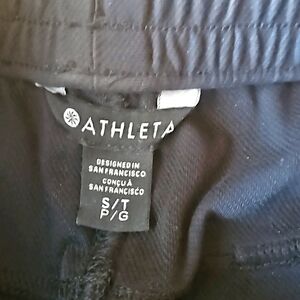 ATHLETA
DESIGNED IN
SAN FRANCISCO
CONÇU À
SAN FRANCISCO
S/T
P/G